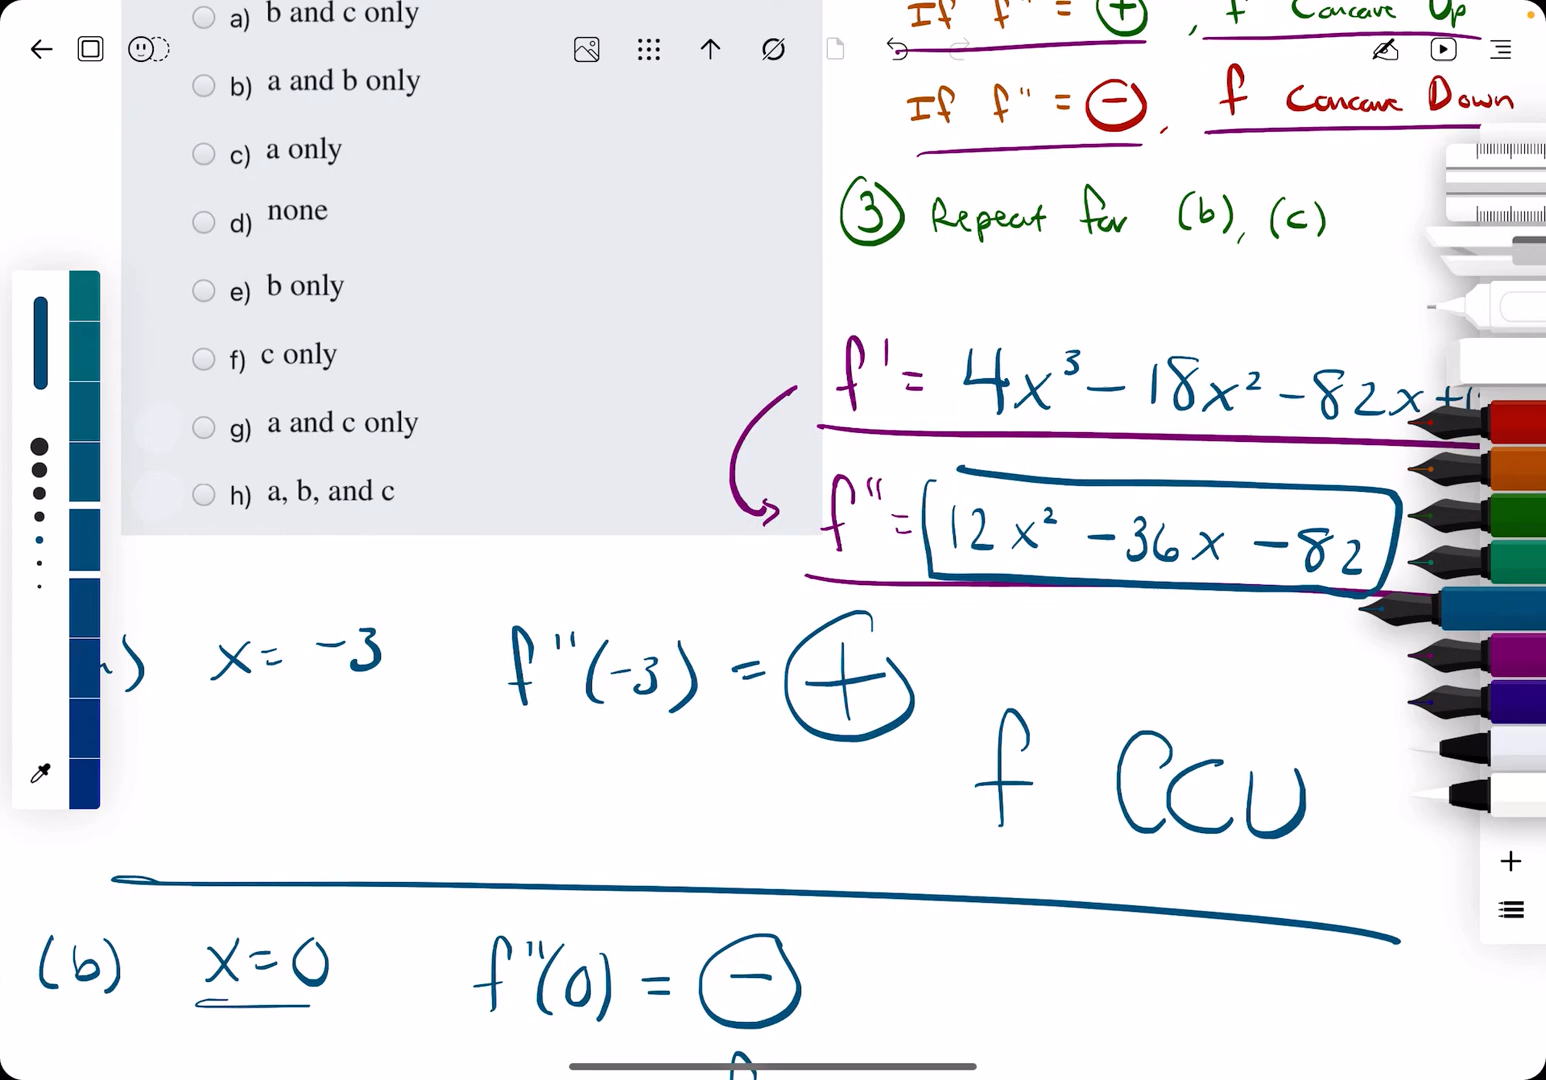 a) b and c only
b) a and b only
c) a only
d) none
e) b only
f) c only
g) a and c only
h) a, b, and c
If f" = +, f Concave Up
If f" = -, f Concave Down
3 Repeat for (b), (c)
f' = 4x³ - 18x² - 82x +
f" = 12x² - 36x - 82
) x = -3 f"(-3) = +
f CCU
(b) x = 0 f"(0) = -